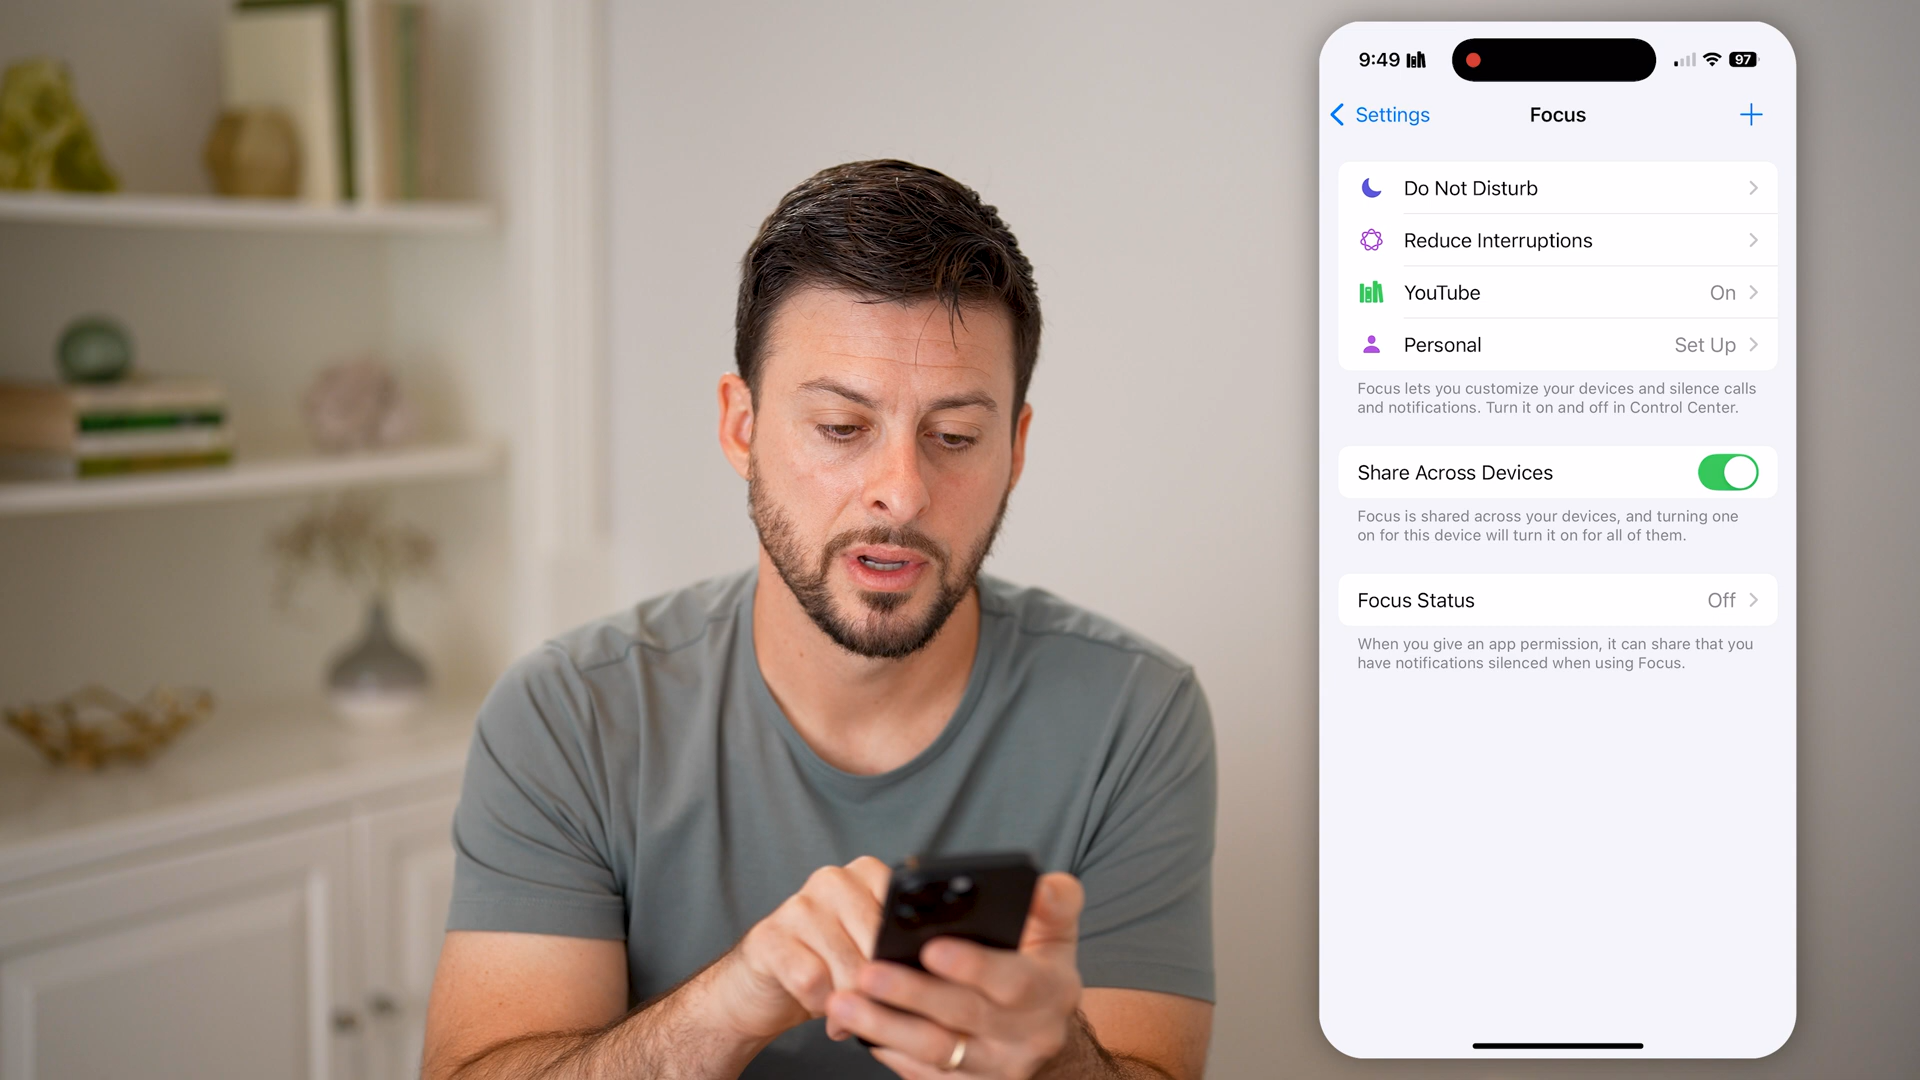 9:49
97
Settings
Focus
Do Not Disturb
Reduce Interruptions
YouTube
On
Personal
Set Up
Focus lets you customize your devices and silence calls
and notifications. Turn it on and off in Control Center.
Share Across Devices
Focus is shared across your devices, and turning one
on for this device will turn it on for all of them.
Focus Status
Off
When you give an app permission, it can share that you
have notifications silenced when using Focus.